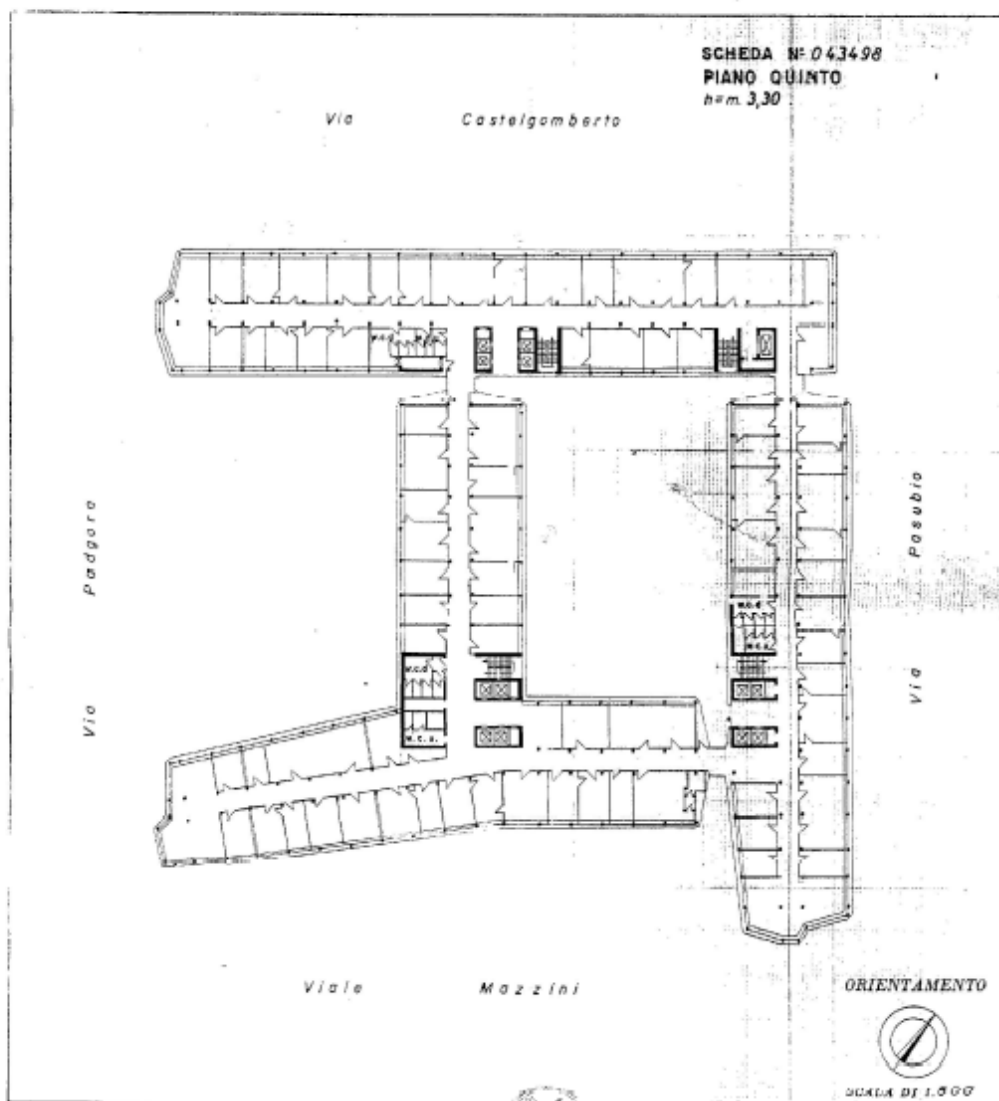 SCHEDA Nº 043498
PIANO QUINTO
h=m. 3,30
Via Castelgomberto
Via Podgora
Via Pasubio
W.C.d
W.C.u.
W.C.d
W.C.u.
Viale Mazzini
ORIENTAMENTO
SCALA DI 1.500